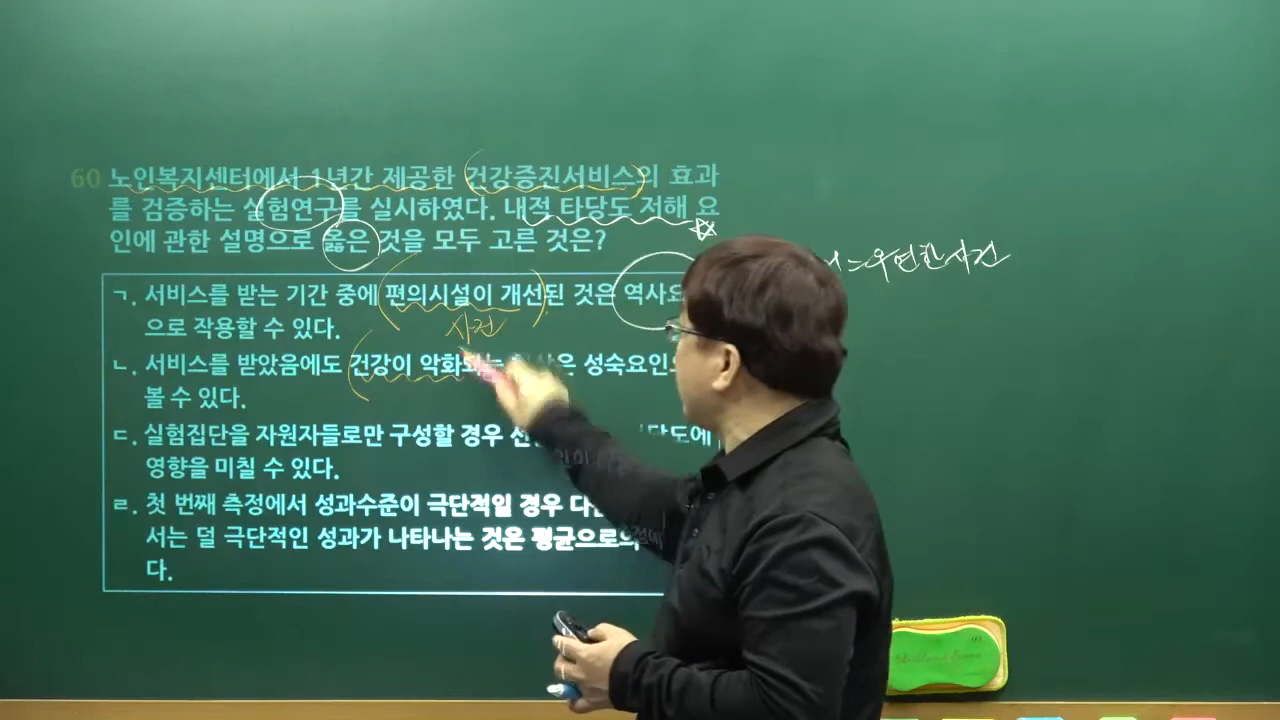 60 노인복지센터에서 1년간 제공한 건강증진서비스의 효과
를 검증하는 실험연구를 실시하였다. 내적 타당도 저해 요
인에 관한 설명으로 옳은 것을 모두 고른 것은?
=우연한 사건
ㄱ. 서비스를 받는 기간 중에 편의시설이 개선된 것은 역사요
으로 작용할 수 있다.
사건
ㄴ. 서비스를 받았음에도 건강이 악화되는 은 성숙요인으
볼 수 있다.
ㄷ. 실험집단을 자원자들로만 구성할 경우 당도에
영향을 미칠 수 있다.
ㄹ. 첫 번째 측정에서 성과수준이 극단적일 경우
서는 덜 극단적인 성과가 나타나는 것은 평균으로의
다.